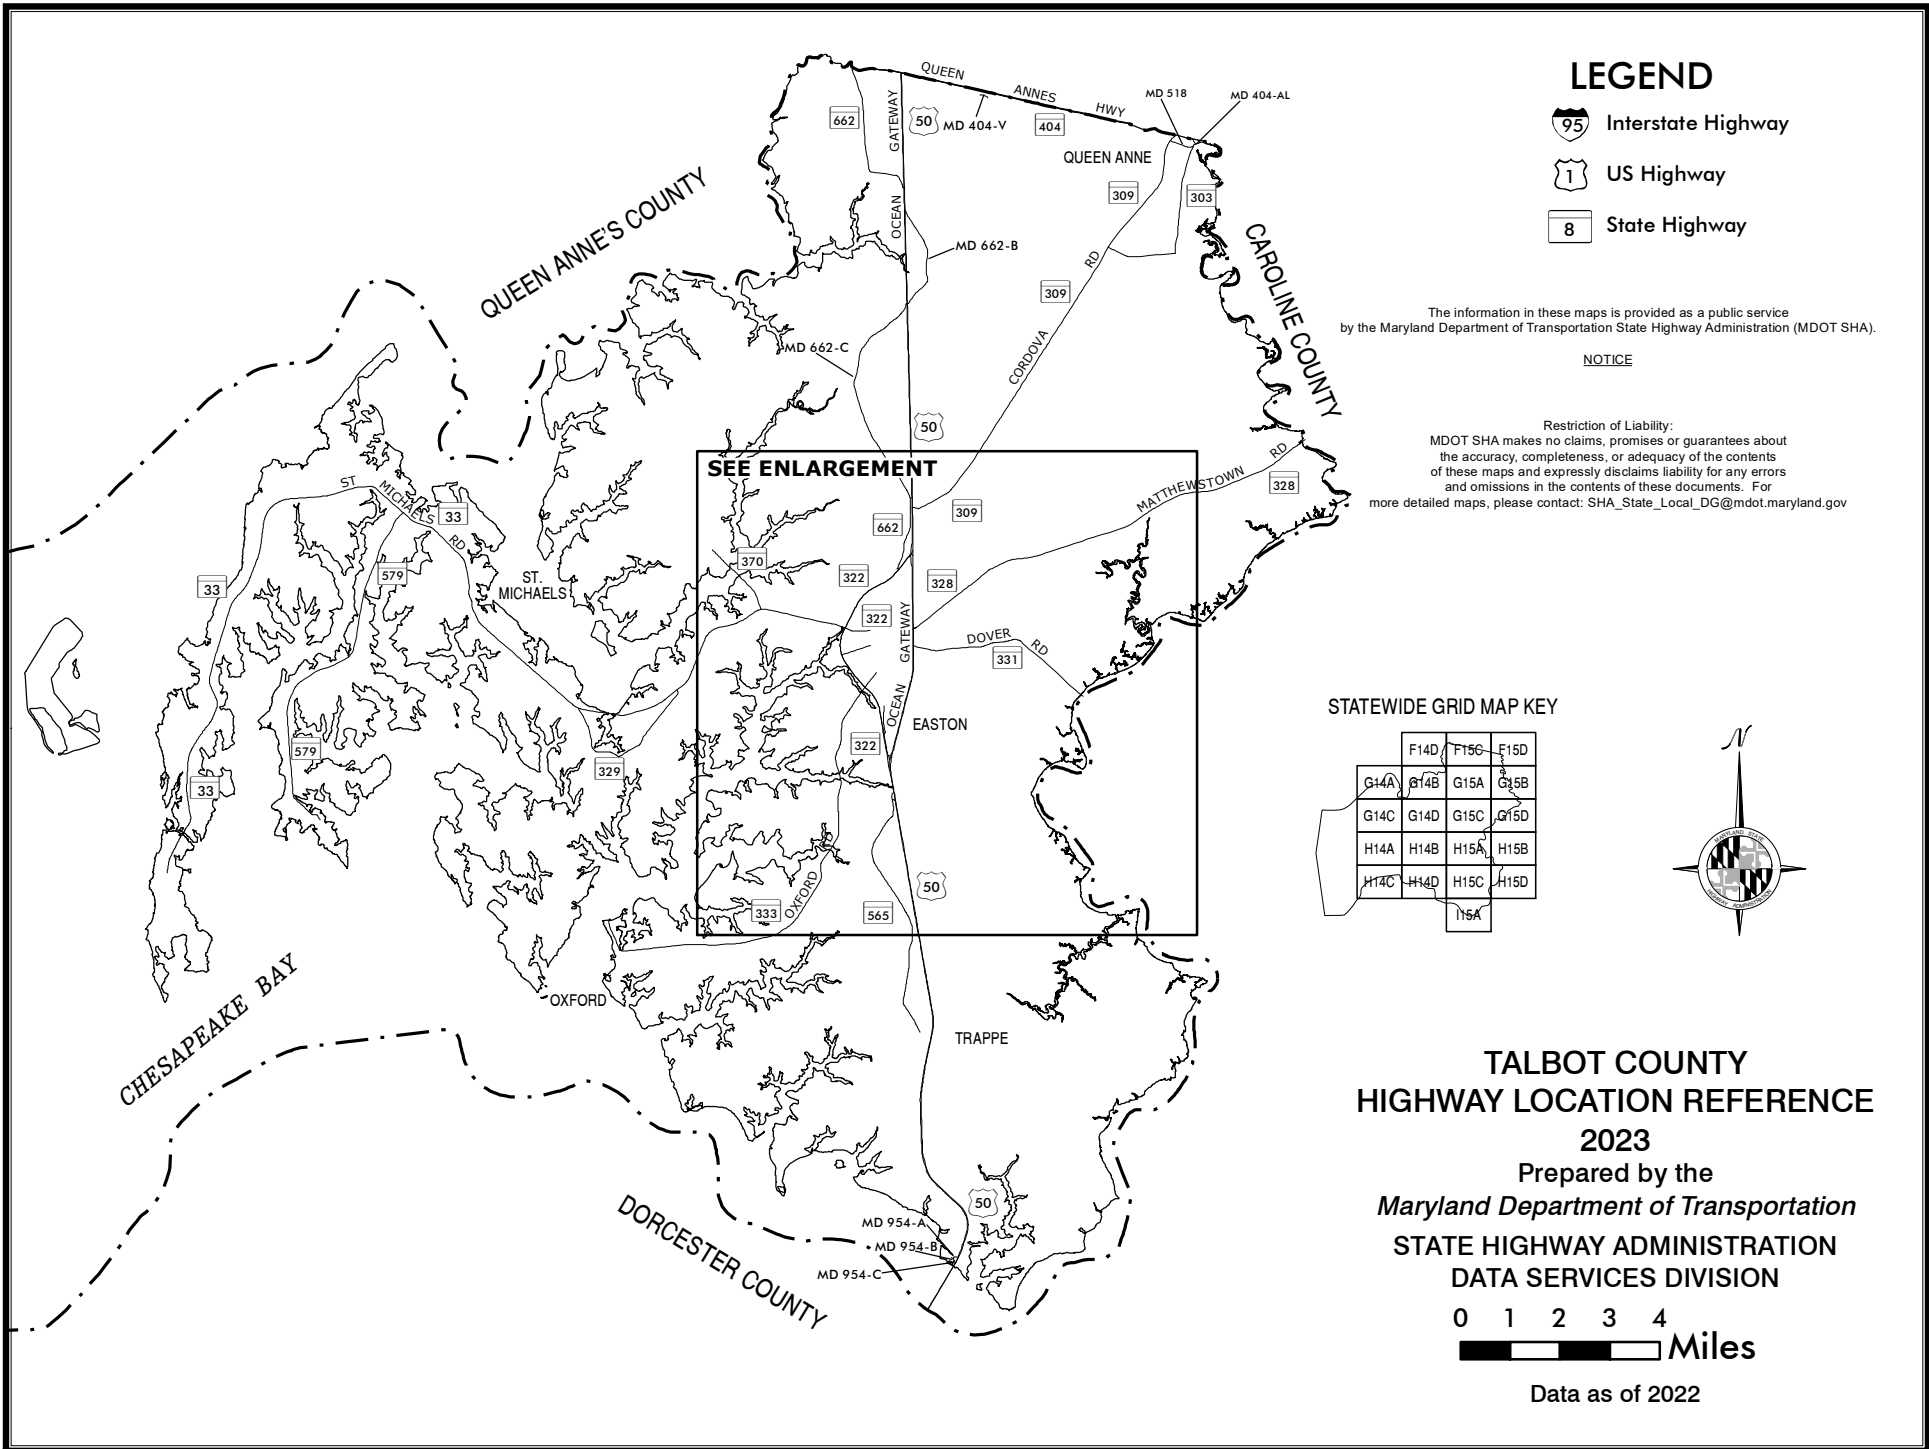 QUEEN ANNES HWY
MD 518
MD 404-AL
662
GATEWAY
50
MD 404-V
404
QUEEN ANNE
309
303
OCEAN
MD 662-B
RD
309
CORDOVA
MD 662-C
50
QUEEN ANNE'S COUNTY
CAROLINE COUNTY
SEE ENLARGEMENT
MATTHEWSTOWN RD
328
309
662
370
322
328
322
GATEWAY
DOVER RD
331
OCEAN
EASTON
322
ST MICHAELS RD
33
33
579
ST.
MICHAELS
579
33
329
50
OXFORD RD
333
565
OXFORD
TRAPPE
CHESAPEAKE BAY
50
MD 954-A
MD 954-B
MD 954-C
DORCESTER COUNTY
LEGEND
95 Interstate Highway
1 US Highway
8 State Highway
The information in these maps is provided as a public service
by the Maryland Department of Transportation State Highway Administration (MDOT SHA).
NOTICE
Restriction of Liability:
MDOT SHA makes no claims, promises or guarantees about
the accuracy, completeness, or adequacy of the contents
of these maps and expressly disclaims liability for any errors
and omissions in the contents of these documents. For
more detailed maps, please contact: SHA_State_Local_DG@mdot.maryland.gov
STATEWIDE GRID MAP KEY
F14D F15C F15D
G14A G14B G15A G15B
G14C G14D G15C G15D
H14A H14B H15A H15B
H14C H14D H15C H15D
I15A
N
MARYLAND STATE
HIGHWAY ADMINISTRATION
TALBOT COUNTY
HIGHWAY LOCATION REFERENCE
2023
Prepared by the
Maryland Department of Transportation
STATE HIGHWAY ADMINISTRATION
DATA SERVICES DIVISION
0 1 2 3 4
Miles
Data as of 2022